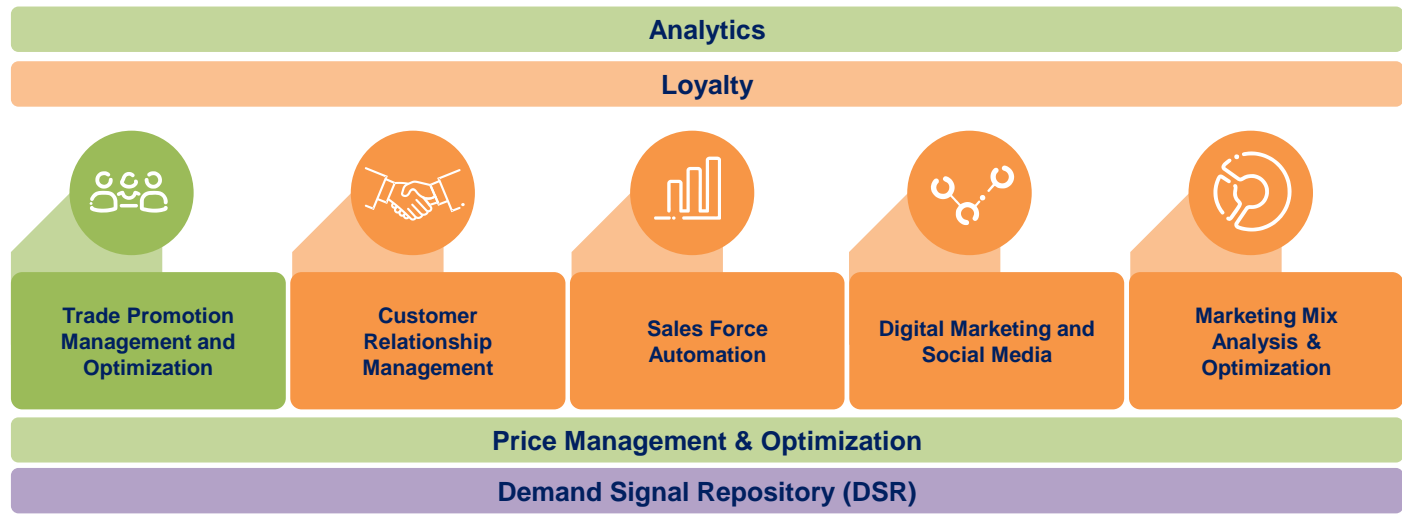 Analytics
Loyalty
Trade Promotion
Management and
Optimization
Customer
Relationship
Management
Sales Force
Automation
Digital Marketing and
Social Media
Marketing Mix
Analysis &
Optimization
Price Management & Optimization
Demand Signal Repository (DSR)